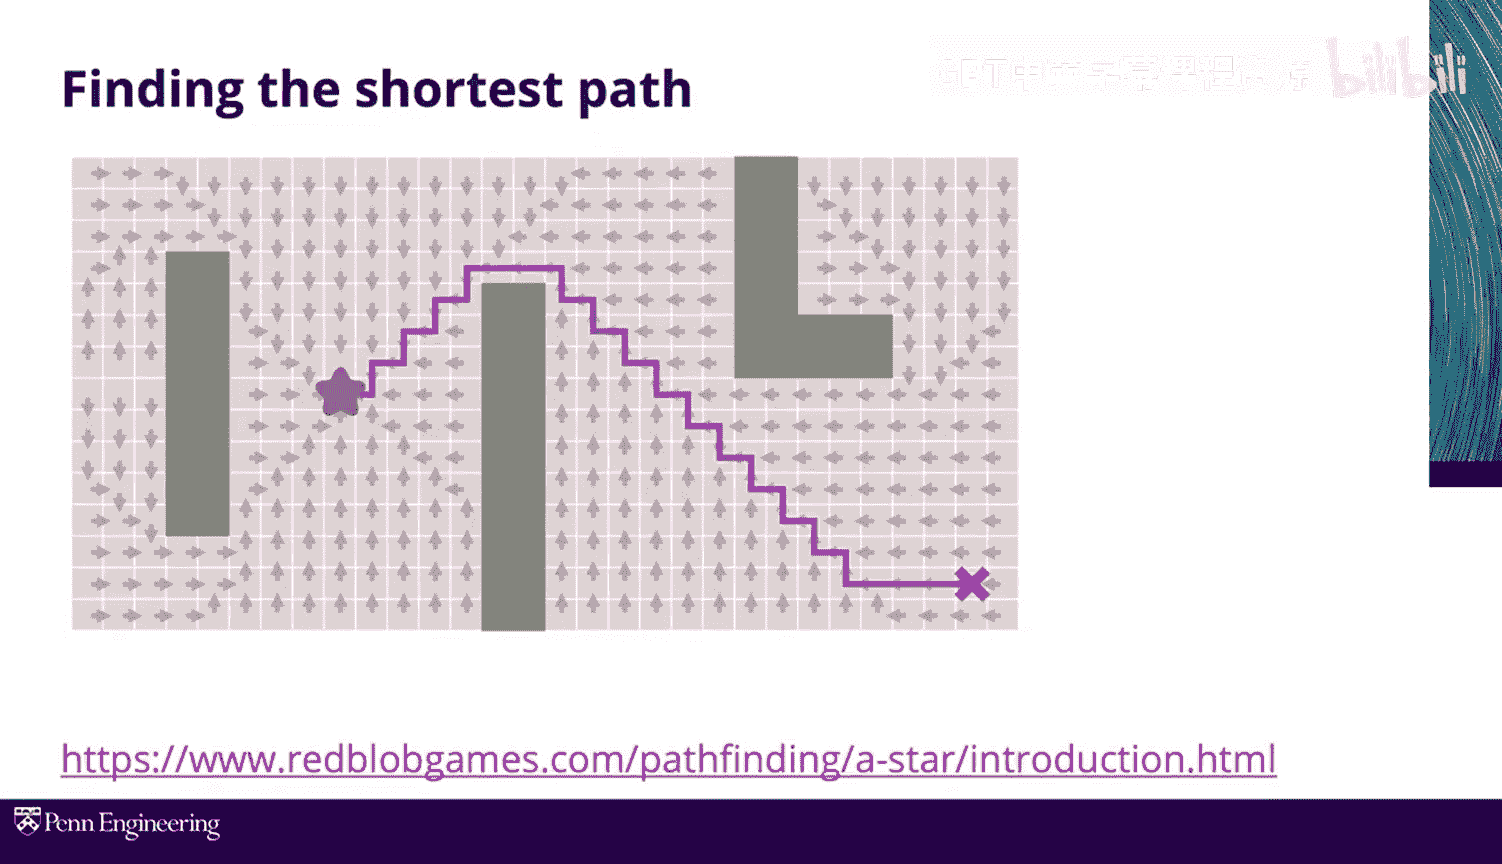 Finding the shortest path
bilibili
https://www.redblobgames.com/pathfinding/a-star/introduction.html
Penn Engineering